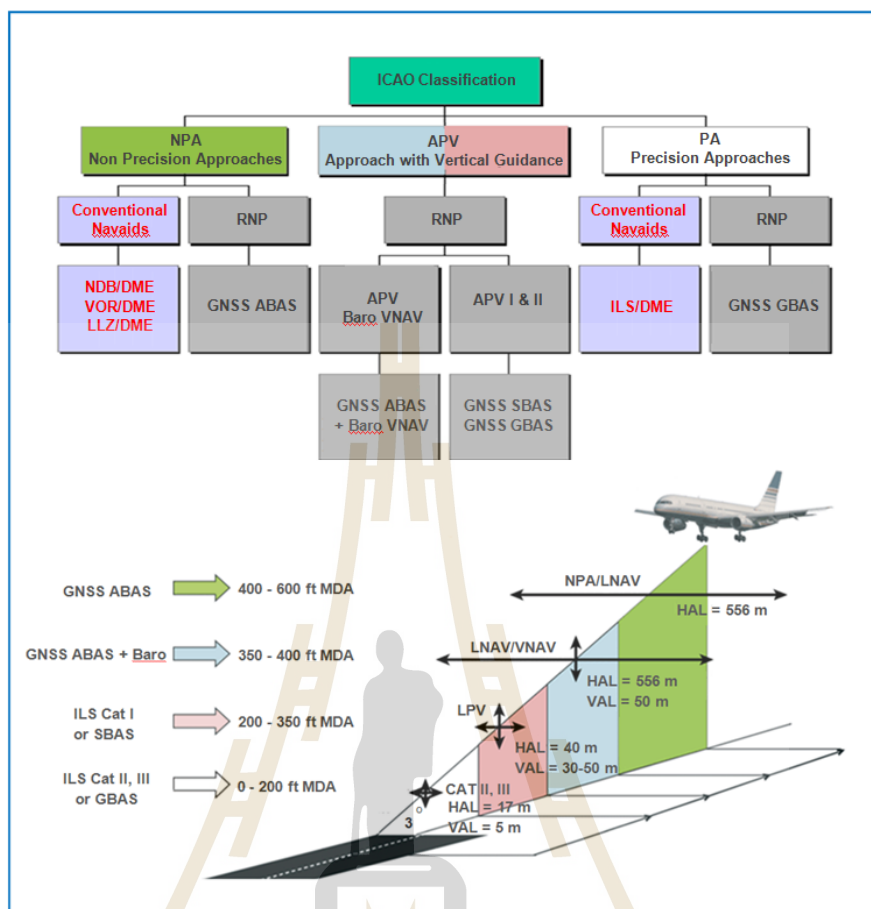 ICAO Classification
NPA
Non Precision Approaches
APV
Approach with Vertical Guidance
PA
Precision Approaches
Conventional
Navaids
RNP
RNP
Conventional
Navaids
RNP
NDB/DME
VOR/DME
LLZ/DME
GNSS ABAS
APV
Baro VNAV
APV I & II
ILS/DME
GNSS GBAS
GNSS ABAS
+ Baro VNAV
GNSS SBAS
GNSS GBAS
GNSS ABAS
400 - 600 ft MDA
NPA/LNAV
HAL = 556 m
GNSS ABAS + Baro
350 - 400 ft MDA
LNAV/VNAV
HAL = 556 m
VAL = 50 m
ILS Cat I
or SBAS
200 - 350 ft MDA
LPV
HAL = 40 m
VAL = 30-50 m
ILS Cat II, III
or GBAS
0 - 200 ft MDA
CAT II, III
HAL = 17 m
VAL = 5 m
3 o